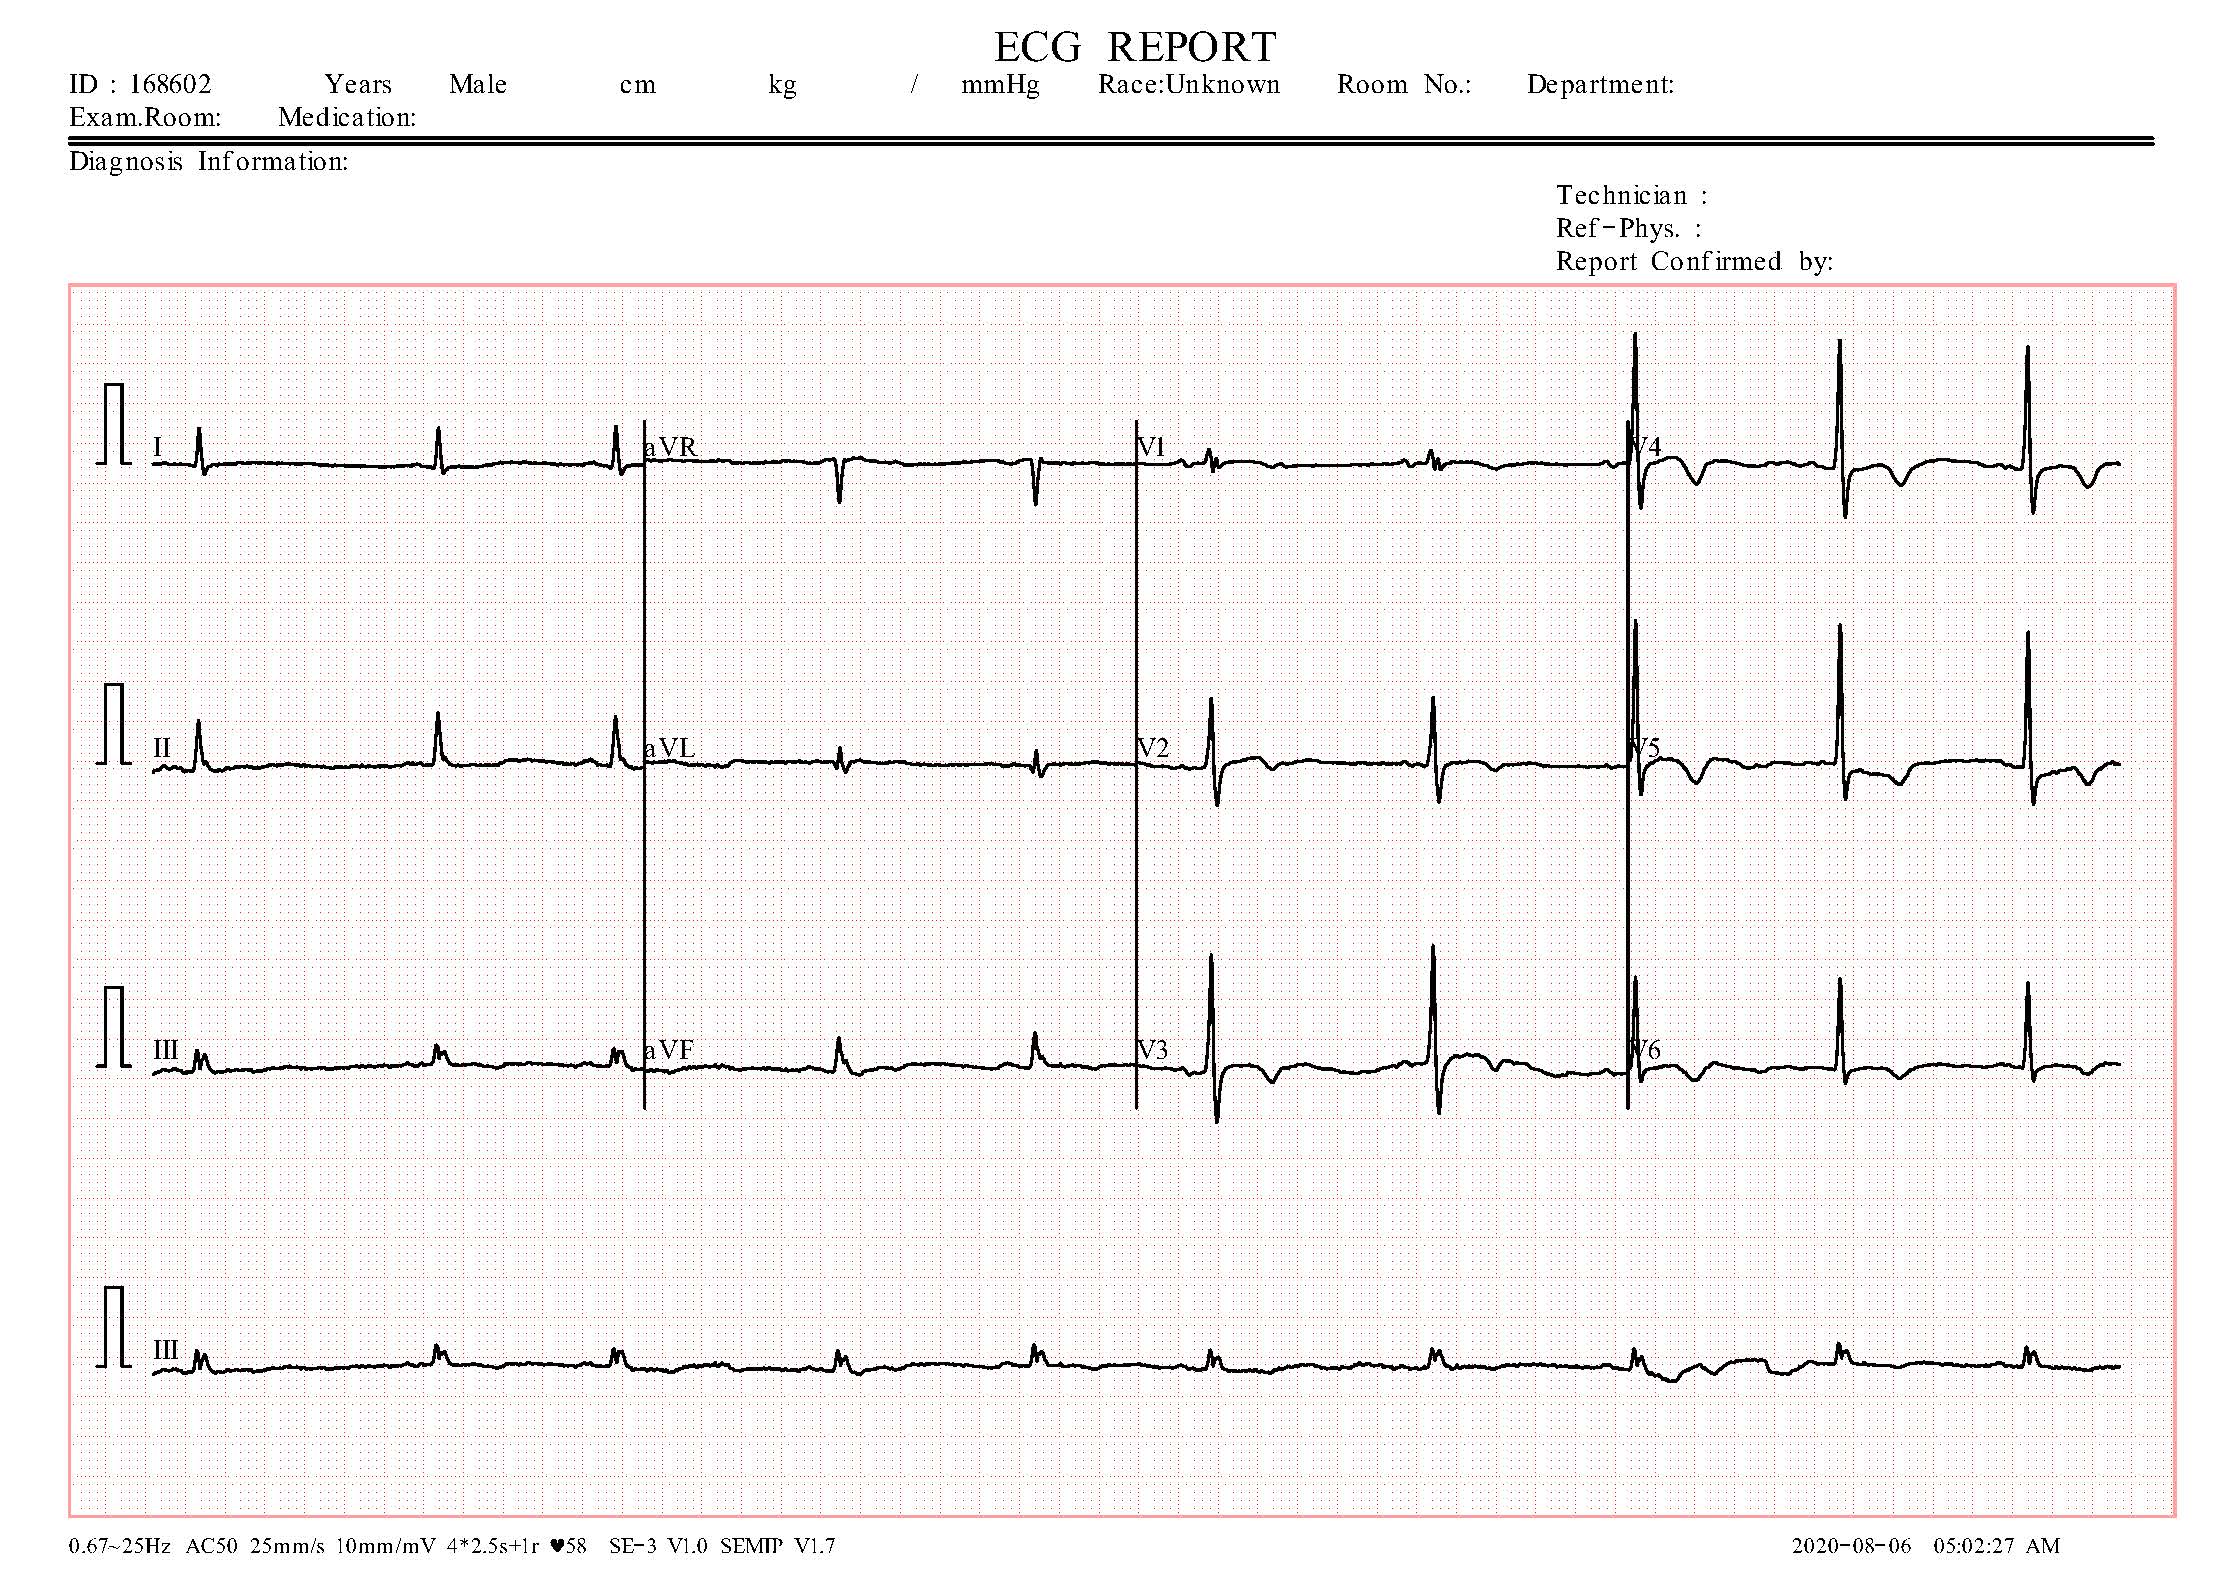 ECG REPORT
ID : 168602 Years Male cm kg / mmHg Race:Unknown Room No.: Department:
Exam.Room: Medication:
Diagnosis Information:
Technician :
Ref-Phys. :
Report Confirmed by:
I aVR V1 V4
II aVL V2 V5
III aVF V3 V6
III
0.67~25Hz AC50 25mm/s 10mm/mV 4*2.5s+1r ♥58 SE-3 V1.0 SEMIP V1.7 2020-08-06 05:02:27 AM